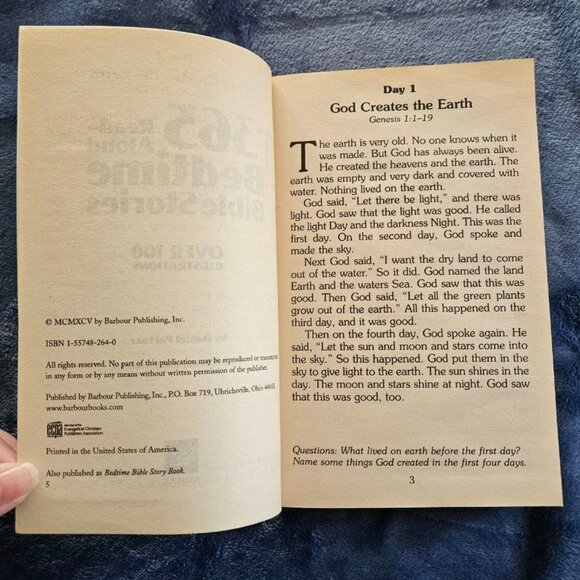 © MCMXCV by Barbour Publishing, Inc.
ISBN 1-55748-264-0
All rights reserved. No part of this publication may be reproduced or transmitted
in any form or by any means without written permission of the publisher.
Published by Barbour Publishing, Inc., P.O. Box 719, Uhrichsville, Ohio 44683
www.barbourbooks.com
ecpa
Evangelical Christian
Publishers Association
Printed in the United States of America.
Also published as Bedtime Bible Story Book.
5
Day 1
God Creates the Earth
Genesis 1:1–19
The earth is very old. No one knows when it
was made. But God has always been alive.
He created the heavens and the earth. The
earth was empty and very dark and covered with
water. Nothing lived on the earth.
God said, “Let there be light,” and there was
light. God saw that the light was good. He called
the light Day and the darkness Night. This was the
first day. On the second day, God spoke and
made the sky.
Next God said, “I want the dry land to come
out of the water.” So it did. God named the land
Earth and the waters Sea. God saw that this was
good. Then God said, “Let all the green plants
grow out of the earth.” All this happened on the
third day, and it was good.
Then on the fourth day, God spoke again. He
said, “Let the sun and moon and stars come into
the sky.” So this happened. God put them in the
sky to give light to the earth. The sun shines in the
day. The moon and stars shine at night. God saw
that this was good, too.
Questions: What lived on earth before the first day?
Name some things God created in the first four days.
3